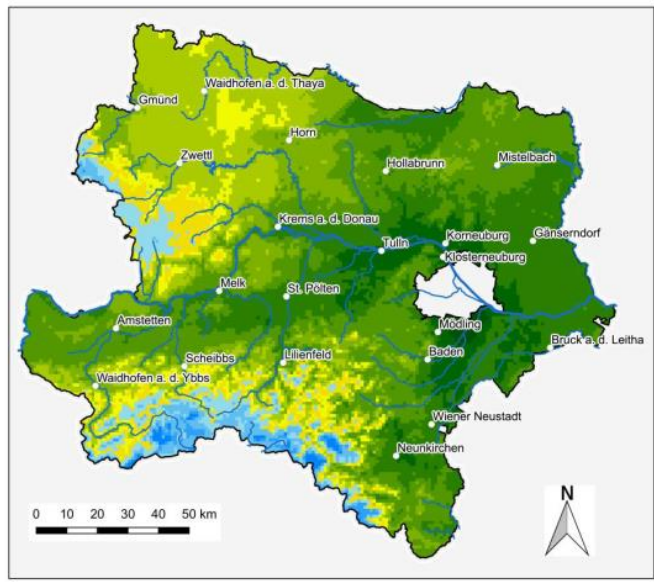 Waidhofen a. d. Thaya
Gmünd
Horn
Zwettl
Hollabrunn
Mistelbach
Krems a. d. Donau
Tulln
Korneuburg
Gänserndorf
Klosterneuburg
Melk
St. Pölten
Amstetten
Mödling
Bruck a. d. Leitha
Scheibbs
Lilienfeld
Baden
Waidhofen a. d. Ybbs
Wiener Neustadt
Neunkirchen
N
0 10 20 30 40 50 km